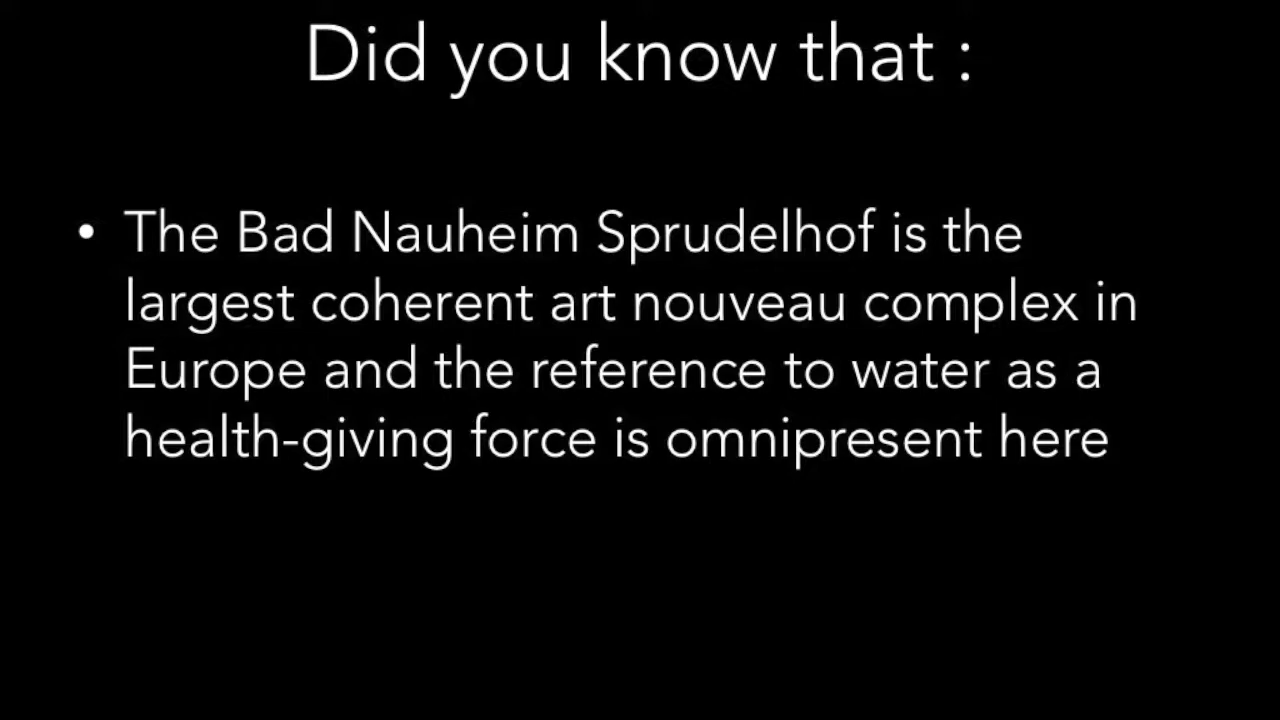 Did you know that :
• The Bad Nauheim Sprudelhof is the
largest coherent art nouveau complex in
Europe and the reference to water as a
health-giving force is omnipresent here